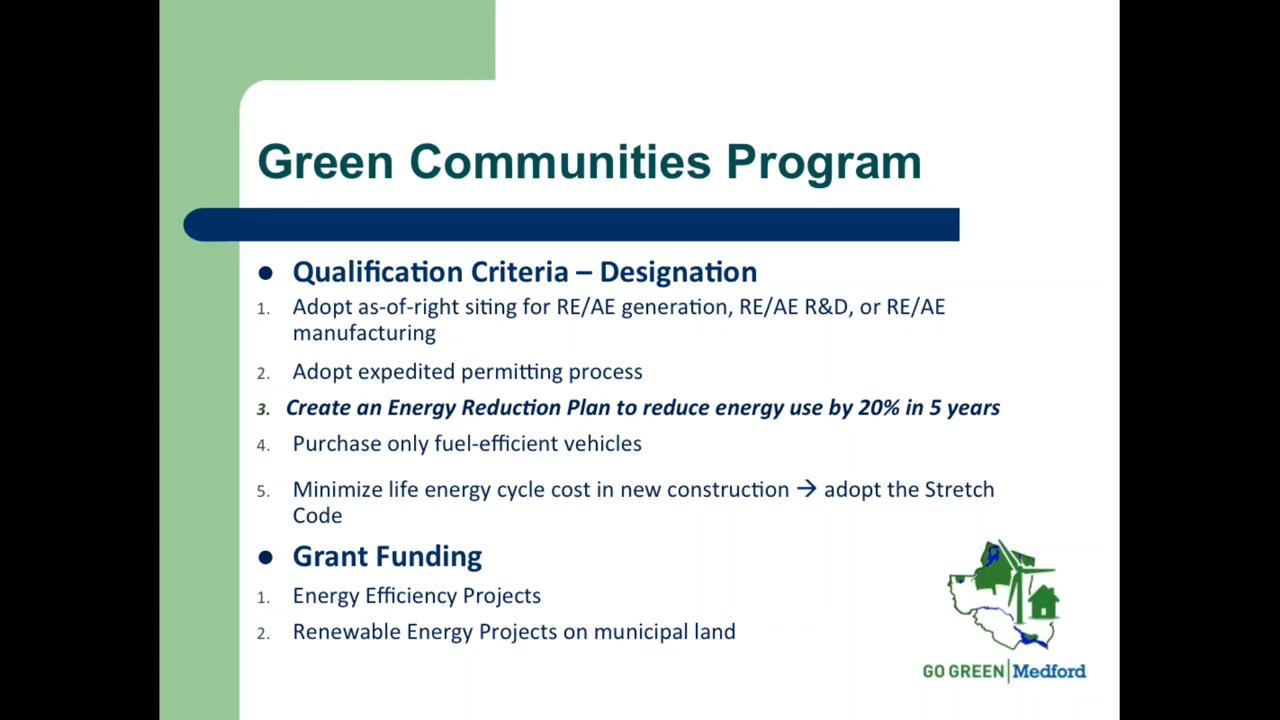 Green Communities Program
● Qualification Criteria – Designation
1. Adopt as-of-right siting for RE/AE generation, RE/AE R&D, or RE/AE
manufacturing
2. Adopt expedited permitting process
3. Create an Energy Reduction Plan to reduce energy use by 20% in 5 years
4. Purchase only fuel-efficient vehicles
5. Minimize life energy cycle cost in new construction → adopt the Stretch
Code
● Grant Funding
1. Energy Efficiency Projects
2. Renewable Energy Projects on municipal land
GO GREEN|Medford